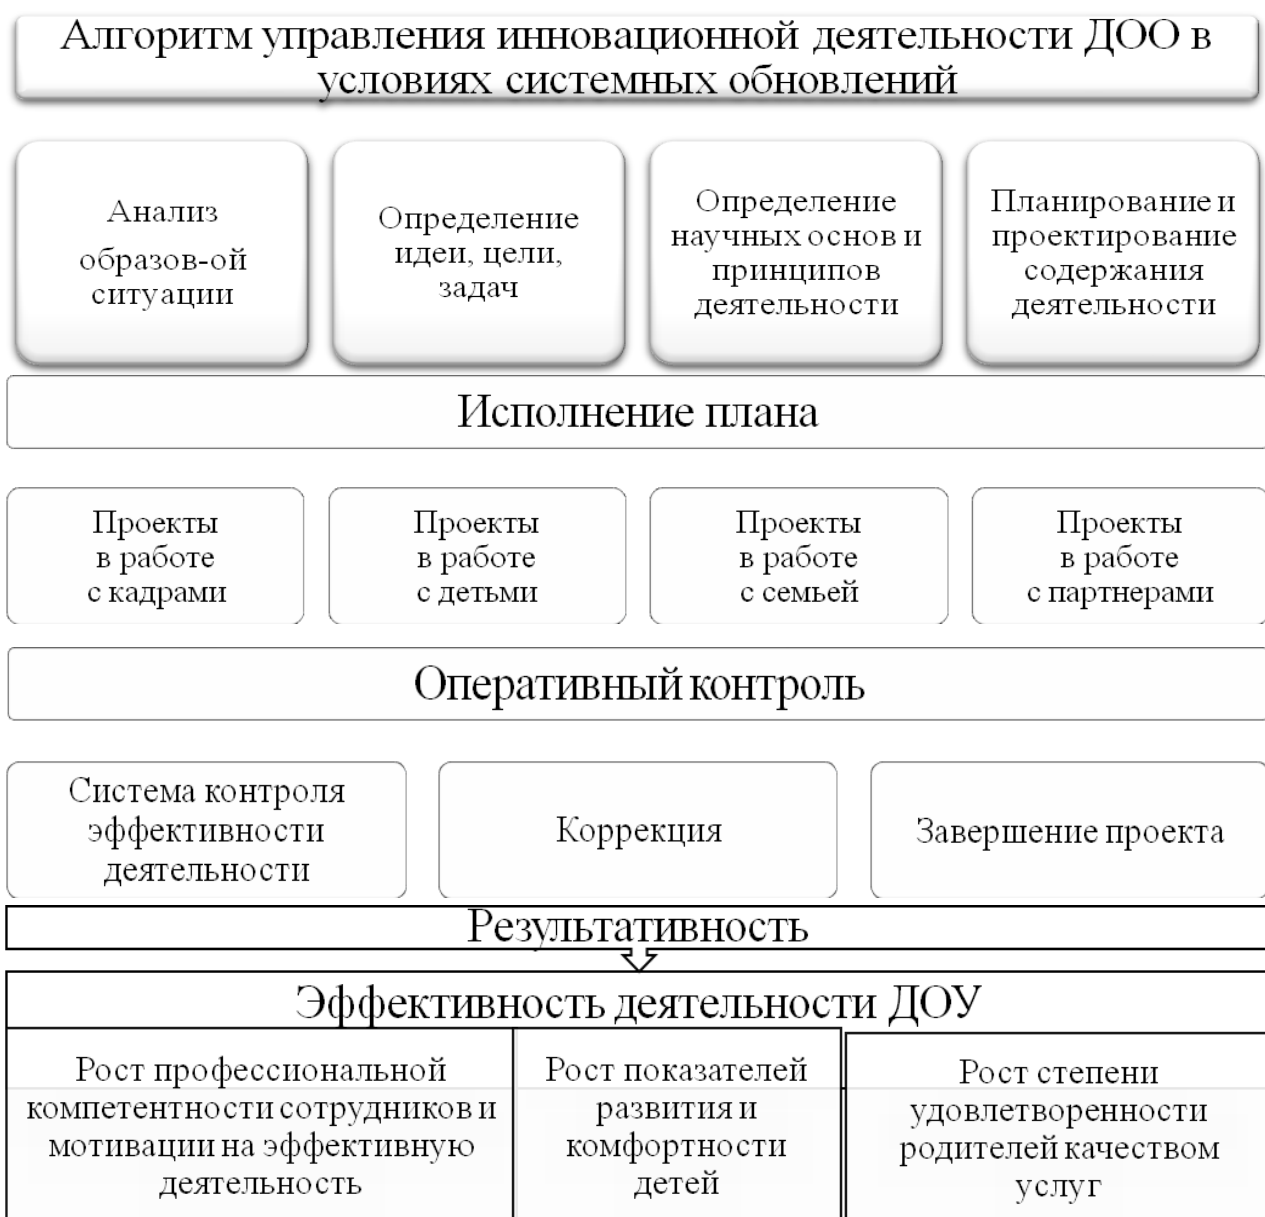 Алгоритм управления инновационной деятельности ДОО в
условиях системных обновлений
Анализ
образов-ой
ситуации
Определение
идеи, цели,
задач
Определение
научных основ и
принципов
деятельности
Планирование и
проектирование
содержания
деятельности
Исполнение плана
Проекты
в работе
с кадрами
Проекты
в работе
с детьми
Проекты
в работе
с семьей
Проекты
в работе
с партнерами
Оперативный контроль
Система контроля
эффективности
деятельности
Коррекция
Завершение проекта
Результативность
Эффективность деятельности ДОУ
Рост профессиональной
компетентности сотрудников и
мотивации на эффективную
деятельность
Рост показателей
развития и
комфортности
детей
Рост степени
удовлетворенности
родителей качеством
услуг